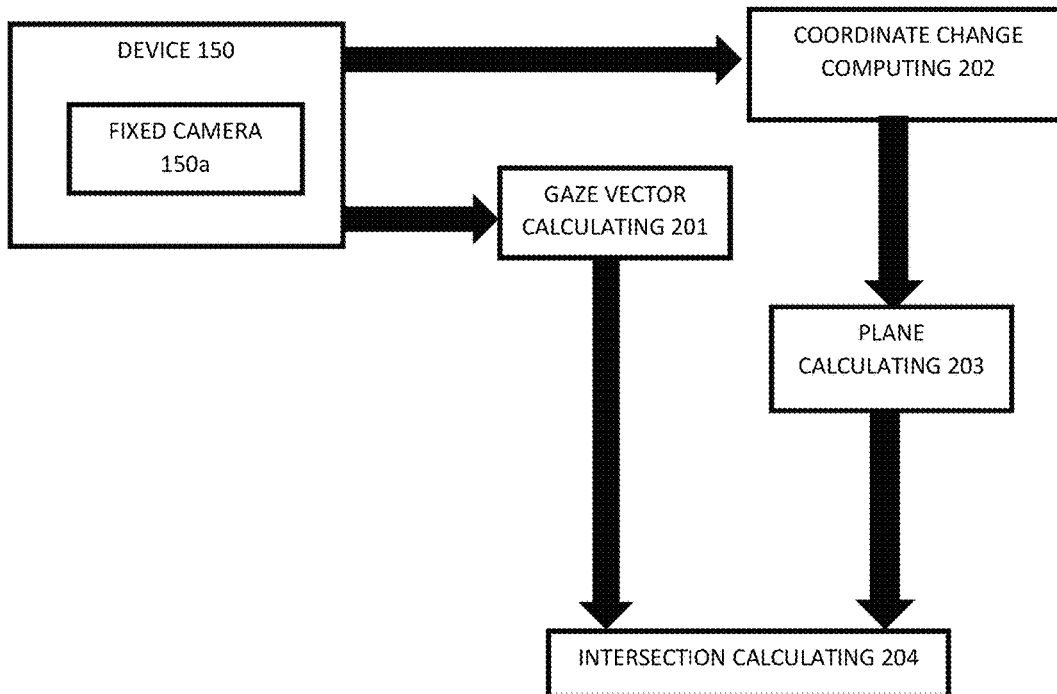 DEVICE 150
FIXED CAMERA
150a
COORDINATE CHANGE
COMPUTING 202
GAZE VECTOR
CALCULATING 201
PLANE
CALCULATING 203
INTERSECTION CALCULATING 204